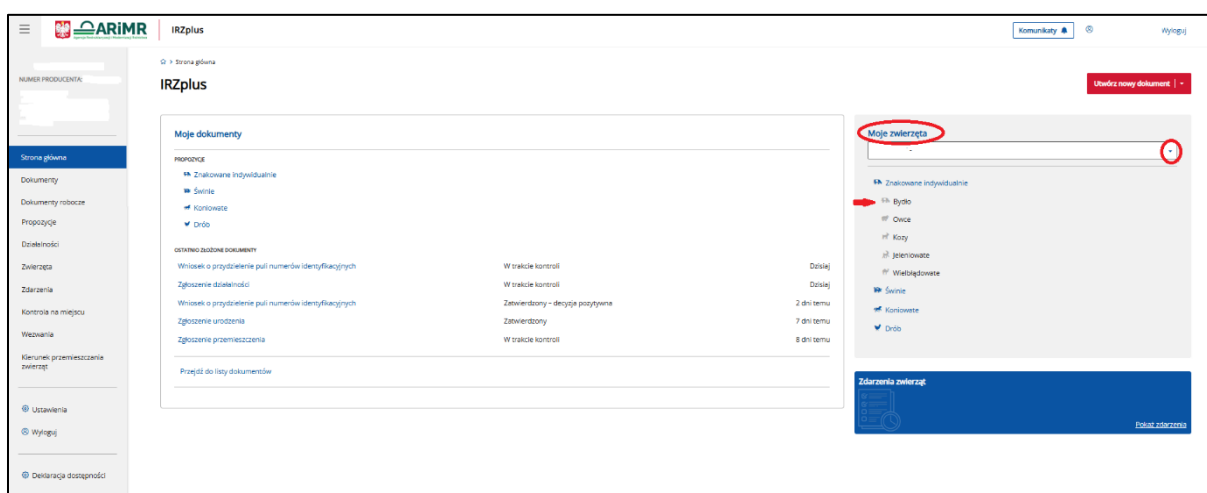 ARiMR
IRZplus
Komunikaty
Wyloguj
NUMER PRODUCENTA:
Strona główna
Dokumenty
Dokumenty robocze
Propozycje
Działalności
Zwierzęta
Zdarzenia
Kontrola na miejscu
Wezwania
Kierunek przemieszczania
zwierząt
Ustawienia
Wyloguj
Deklaracja dostępności
> Strona główna
IRZplus
Utwórz nowy dokument
Moje dokumenty
PROPOZYCJE
Znakowane indywidualnie
Świnie
Koniowate
Drób
OSTATNIO ZŁOŻONE DOKUMENTY
Wniosek o przydzielenie puli numerów identyfikacyjnych W trakcie kontroli Dzisiaj
Zgłoszenie działalności W trakcie kontroli Dzisiaj
Wniosek o przydzielenie puli numerów identyfikacyjnych Zatwierdzony – decyzja pozytywna 2 dni temu
Zgłoszenie urodzenia Zatwierdzony 7 dni temu
Zgłoszenie przemieszczenia W trakcie kontroli 8 dni temu
Przejdź do listy dokumentów
Moje zwierzęta
-
Znakowane indywidualnie
Bydło
Owce
Kozy
Jeleniowate
Wielbłądowate
Świnie
Koniowate
Drób
Zdarzenia zwierząt
Pokaż zdarzenia